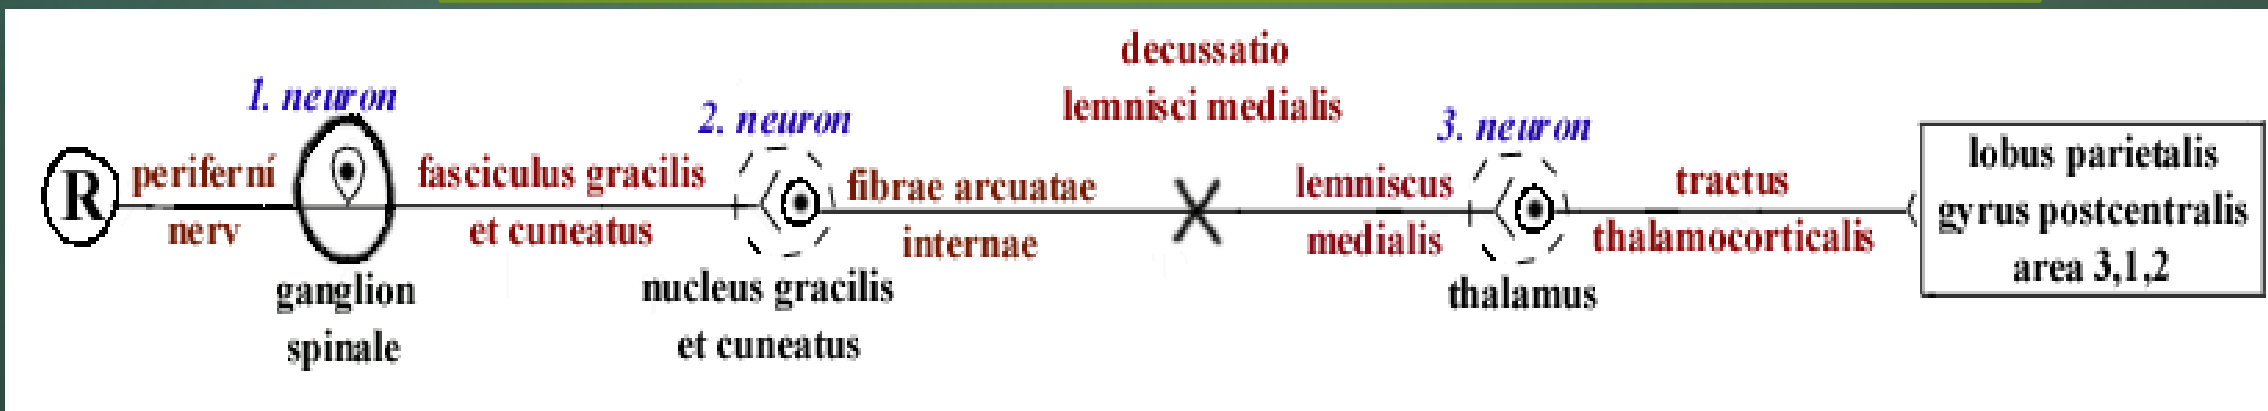 1. neuron
R
periferní
nerv
ganglion
spinale
fasciculus gracilis
et cuneatus
2. neuron
nucleus gracilis
et cuneatus
fibrae arcuatae
internae
decussatio
lemnisci medialis
lemniscus
medialis
3. neuron
thalamus
tractus
thalamocorticalis
lobus parietalis
gyrus postcentralis
area 3,1,2